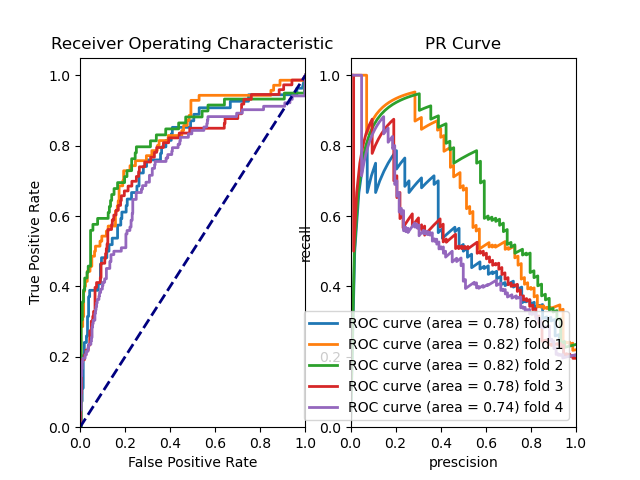 Receiver Operating Characteristic
1.0
0.8
0.6
0.4
0.2
0.0
True Positive Rate
0.0 0.2 0.4 0.6 0.8 1.0
False Positive Rate
PR Curve
1.0
0.8
0.6
0.4
0.2
0.0
recall
ROC curve (area = 0.78) fold 0
ROC curve (area = 0.82) fold 1
ROC curve (area = 0.82) fold 2
ROC curve (area = 0.78) fold 3
ROC curve (area = 0.74) fold 4
0.0 0.2 0.4 0.6 0.8 1.0
prescision